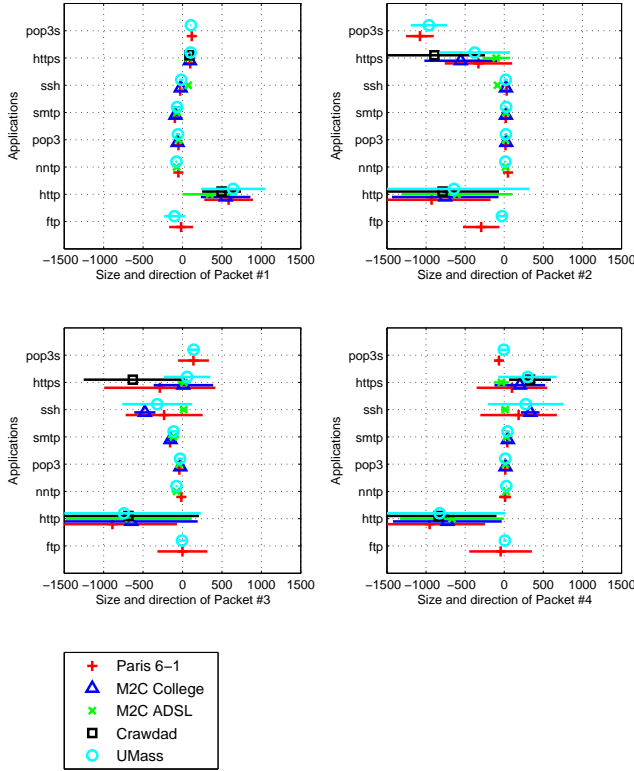 pop3s
https
ssh
smtp
pop3
nntp
http
ftp
Applications
-1500 -1000 -500 0 500 1000 1500
Size and direction of Packet #1
pop3s
https
ssh
smtp
pop3
nntp
http
ftp
Applications
-1500 -1000 -500 0 500 1000 1500
Size and direction of Packet #2
pop3s
https
ssh
smtp
pop3
nntp
http
ftp
Applications
-1500 -1000 -500 0 500 1000 1500
Size and direction of Packet #3
pop3s
https
ssh
smtp
pop3
nntp
http
ftp
Applications
-1500 -1000 -500 0 500 1000 1500
Size and direction of Packet #4
Paris 6-1
M2C College
M2C ADSL
Crawdad
UMass